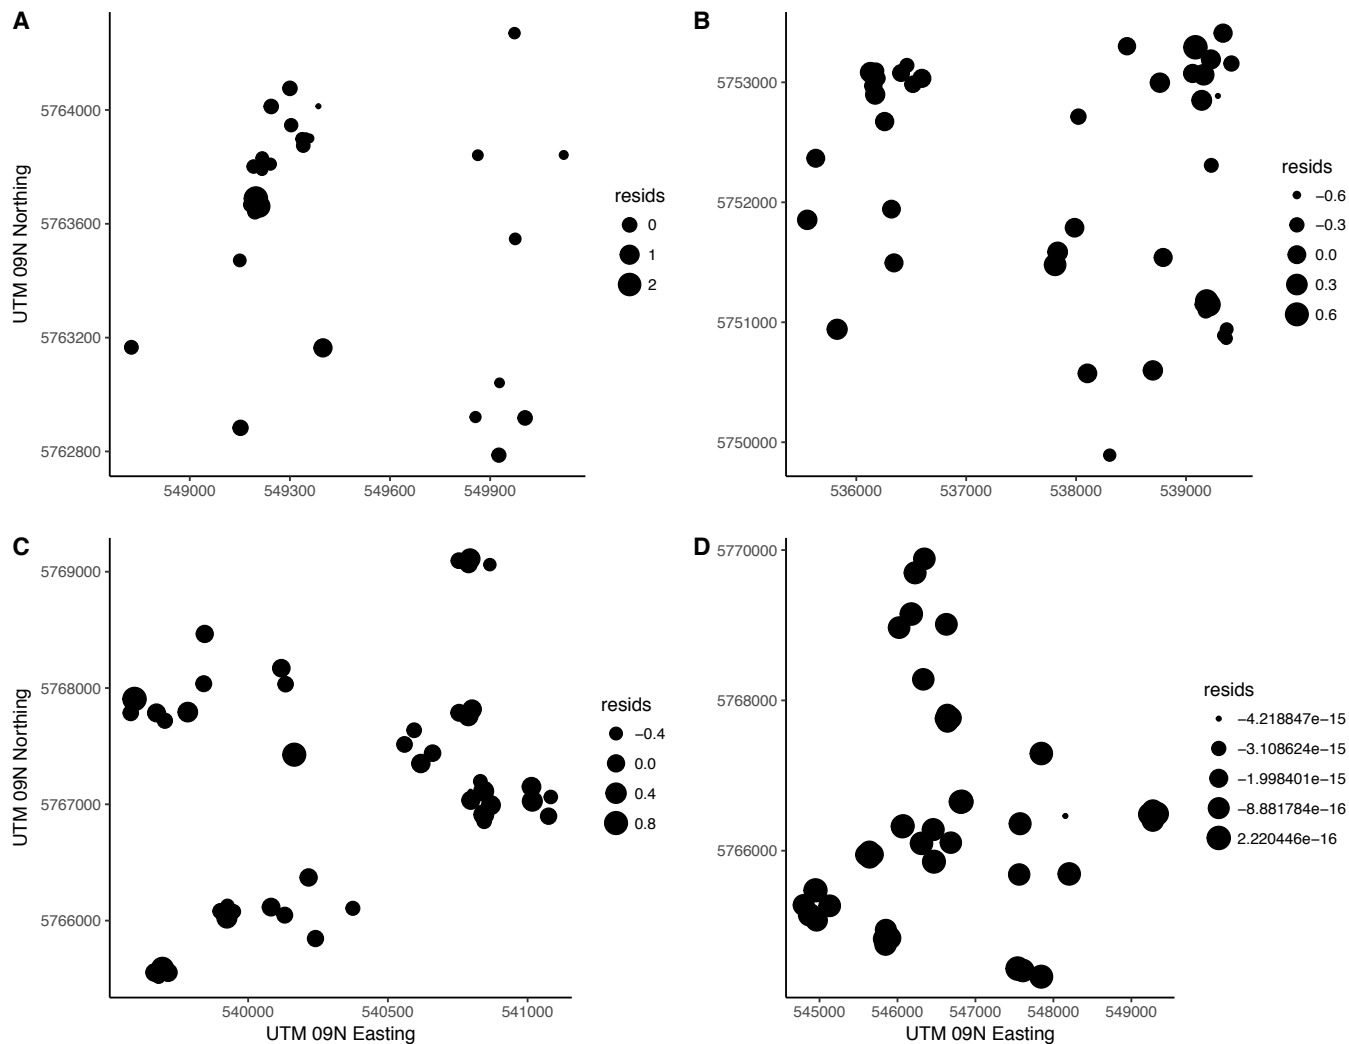 A
UTM 09N Northing
5764000
5763600
5763200
5762800
549000
549300
549600
549900
resids
0
1
2
B
5753000
5752000
5751000
5750000
536000
537000
538000
539000
resids
−0.6
−0.3
0.0
0.3
0.6
C
UTM 09N Northing
5769000
5768000
5767000
5766000
540000
540500
541000
UTM 09N Easting
resids
−0.4
0.0
0.4
0.8
D
5770000
5768000
5766000
545000
546000
547000
548000
549000
UTM 09N Easting
resids
−4.218847e−15
−3.108624e−15
−1.998401e−15
−8.881784e−16
2.220446e−16